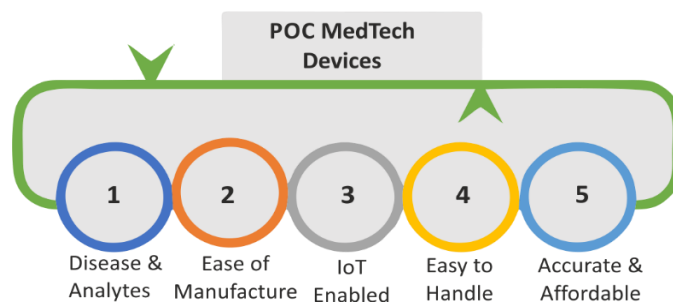 POC MedTech
Devices
1
2
3
4
5
Disease &
Analytes
Ease of
Manufacture
IoT
Enabled
Easy to
Handle
Accurate &
Affordable